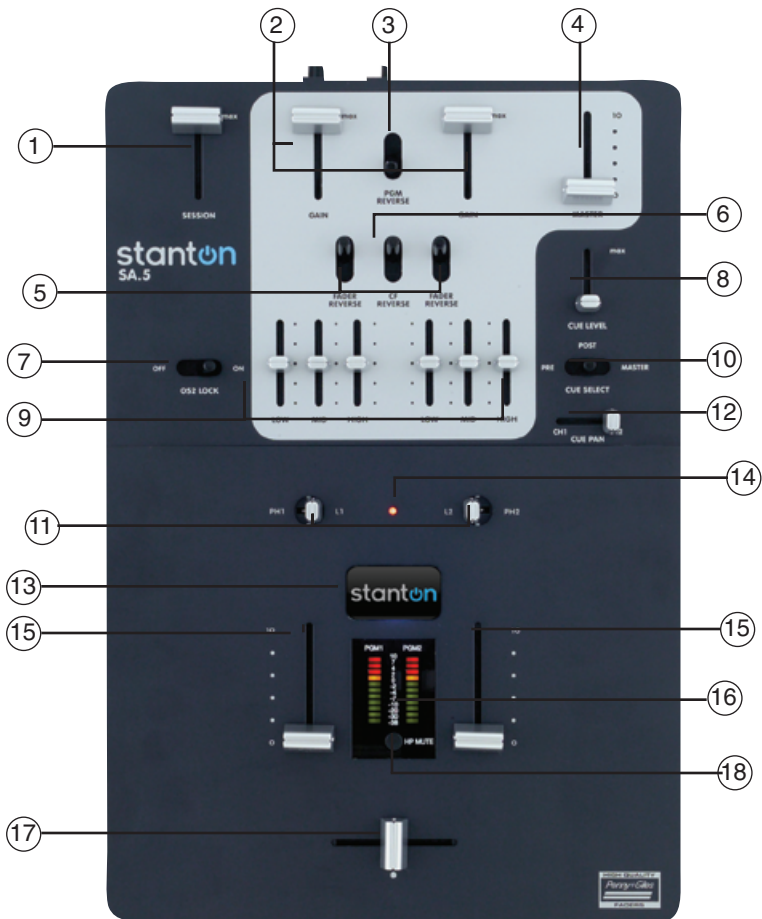 2
3
4
1
max
max
max
10
PGM
REVERSE
SESSION
GAIN
MASTER
6
stanton
SA.5
5
max
8
FADER
REVERSE
CF
REVERSE
FADER
REVERSE
CUE LEVEL
POST
7
OFF
ON
PRE
MASTER
10
OS2 LOCK
CUE SELECT
9
12
LOW
MID
HIGH
LOW
MID
HIGH
CH1
CUE PAN
14
PH1
L1
L2
PH2
11
13
stanton
15
15
PGM1
PGM2
16
0
0
HP MUTE
18
17
HIGH QUALITY
Penny+Giles
FADERS